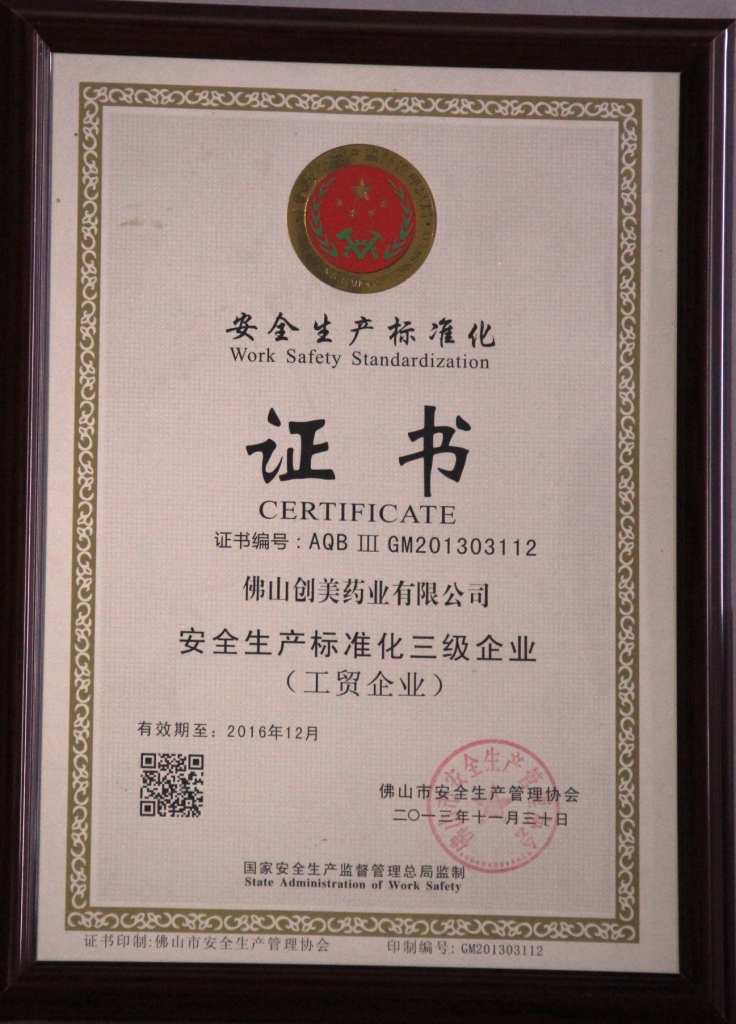 安全生产标准化
Work Safety Standardization
证书
CERTIFICATE
证书编号：AQB III GM201303112
佛山创美药业有限公司
安全生产标准化三级企业
（工贸企业）
有效期至：2016年12月
佛山市安全生产管理协会
二〇一三年十一月三十日
国家安全生产监督管理总局监制
State Administration of Work Safety
证书印制:佛山市安全生产管理协会 印制编号: GM201303112